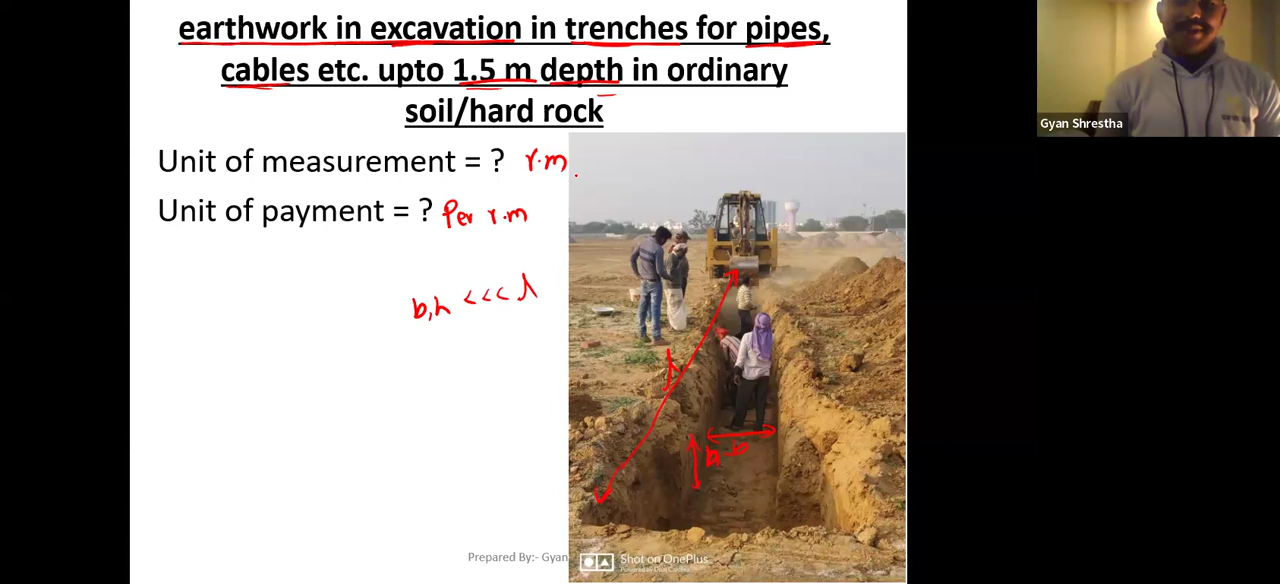 earthwork in excavation in trenches for pipes,
cables etc. upto 1.5 m depth in ordinary
soil/hard rock
Gyan Shrestha
Unit of measurement = ? r.m
Unit of payment = ? Per r.m
b,h <<< l
l
h
b
Prepared By:- Gyan
Shot on OnePlus